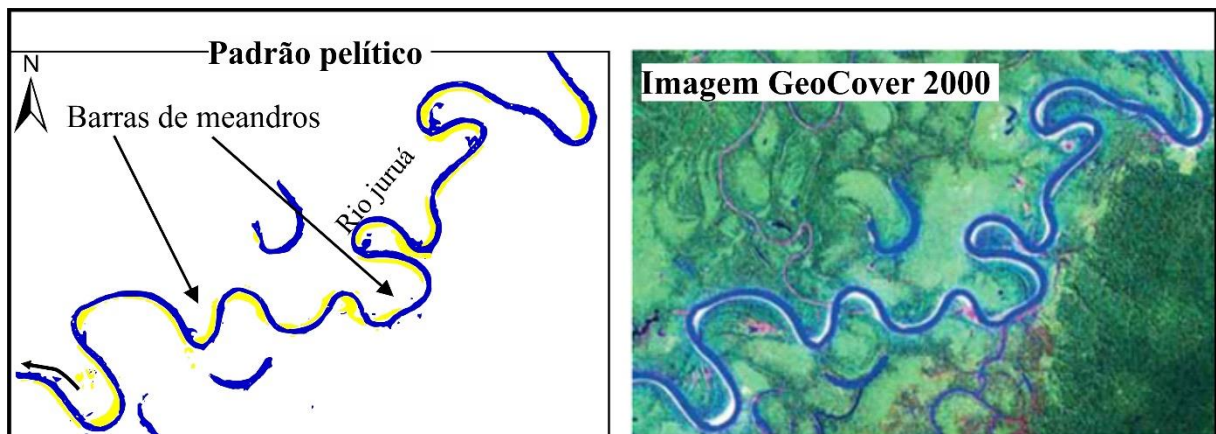 Padrão pelítico
N
Barras de meandros
Rio juruá
Imagem GeoCover 2000